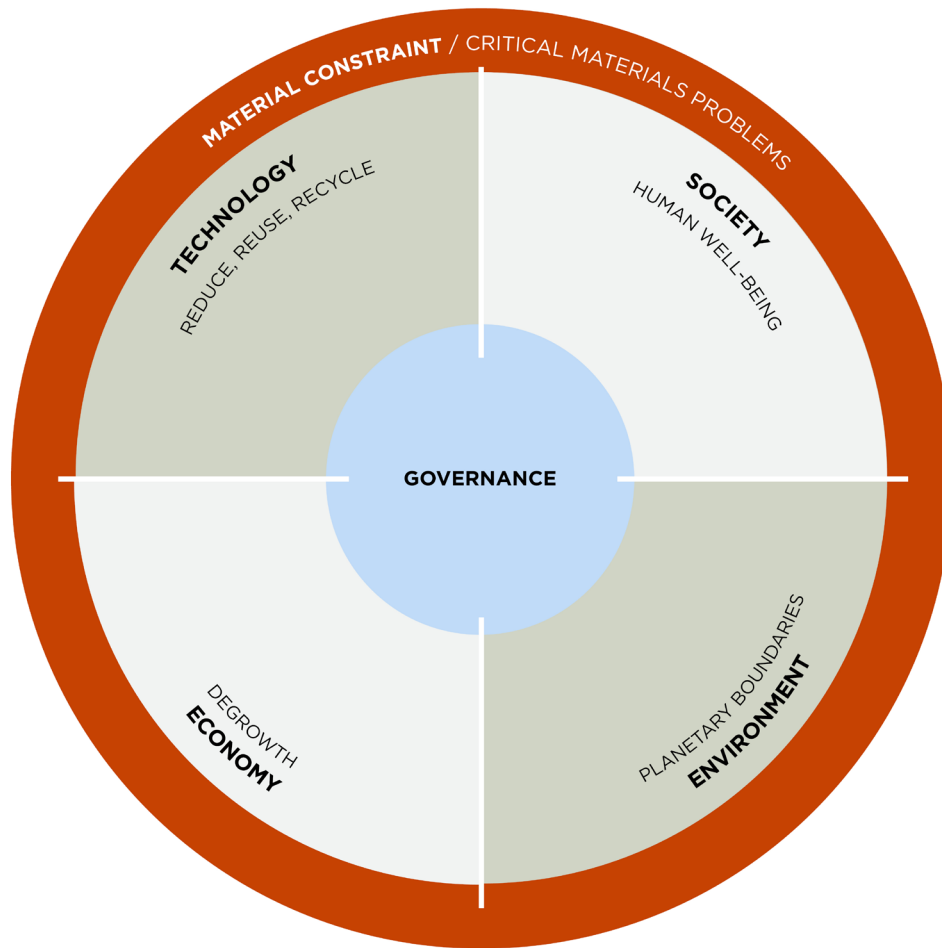 MATERIAL CONSTRAINT / CRITICAL MATERIALS PROBLEMS
TECHNOLOGY
REDUCE, REUSE, RECYCLE
SOCIETY
HUMAN WELL-BEING
GOVERNANCE
DEGROWTH
ECONOMY
PLANETARY BOUNDARIES
ENVIRONMENT